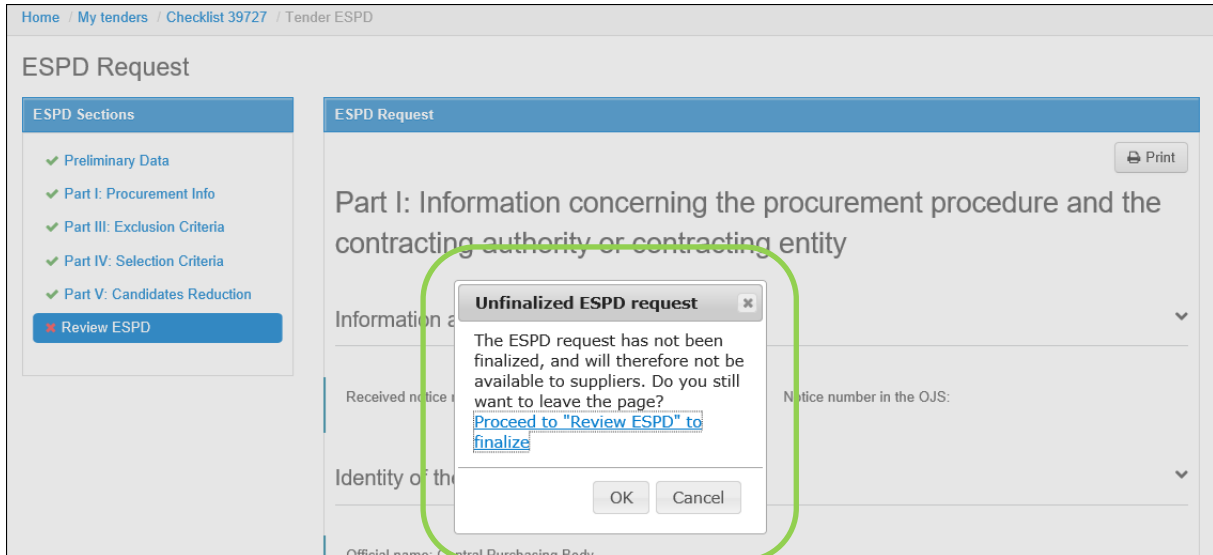 Home / My tenders / Checklist 39727 / Tender ESPD
ESPD Request
ESPD Sections
Preliminary Data
Part I: Procurement Info
Part III: Exclusion Criteria
Part IV: Selection Criteria
Part V: Candidates Reduction
Review ESPD
ESPD Request
Print
Part I: Information concerning the procurement procedure and the
contracting authority or contracting entity
Information
Received notice
Notice number in the OJS:
Identity of the
Official name: Central Purchasing Body
Unfinalized ESPD request
The ESPD request has not been
finalized, and will therefore not be
available to suppliers. Do you still
want to leave the page?
Proceed to "Review ESPD" to
finalize
OK
Cancel